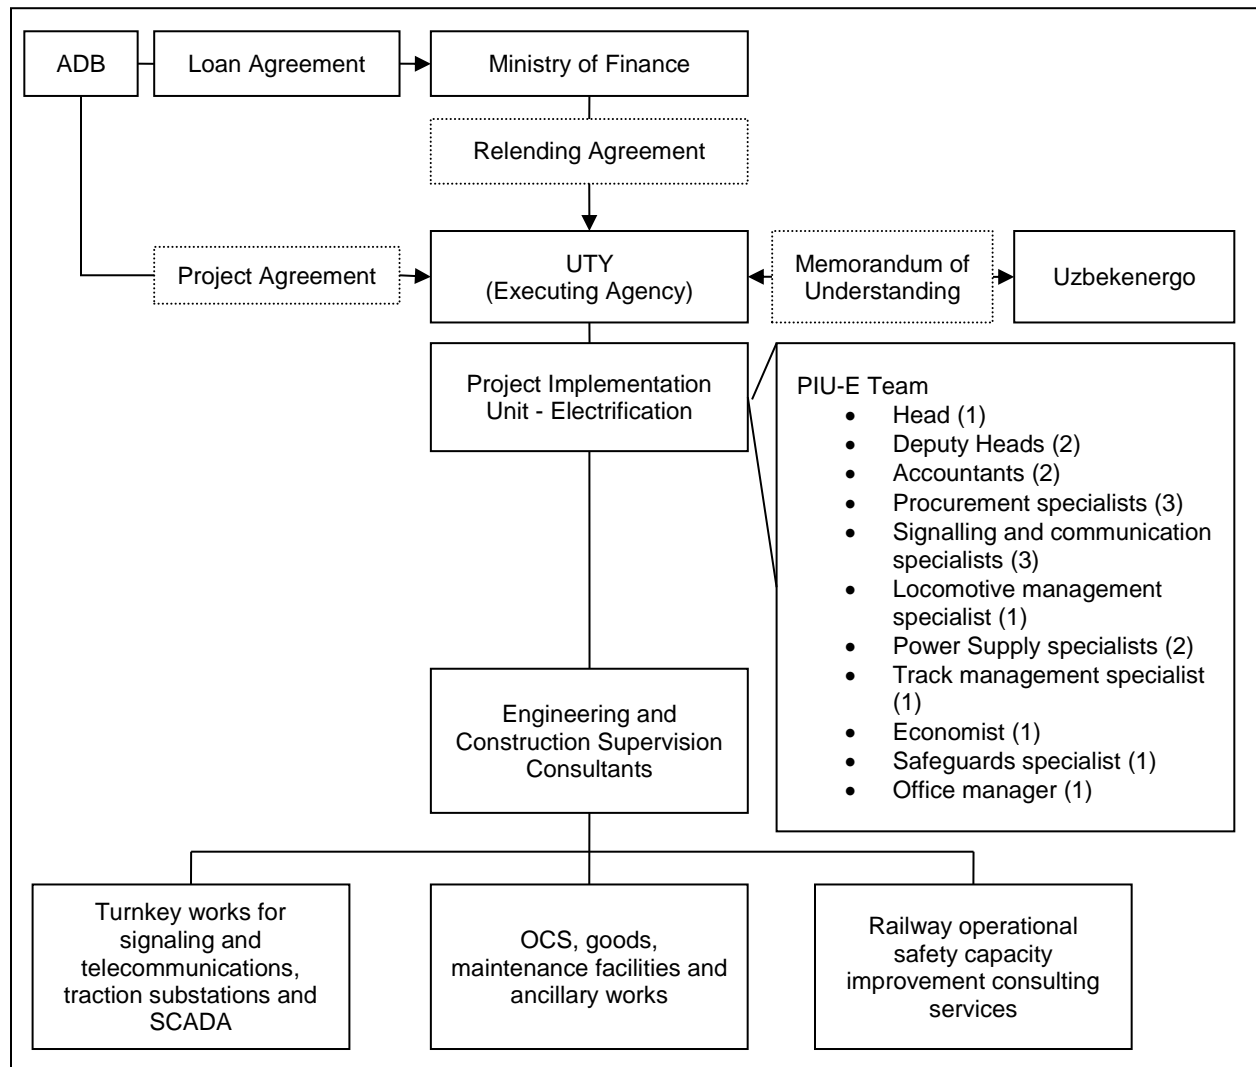 ADB
Loan Agreement
Ministry of Finance
Relending Agreement
Project Agreement
UTY
(Executing Agency)
Memorandum of
Understanding
Uzbekenergo
Project Implementation
Unit - Electrification
PIU-E Team
• Head (1)
• Deputy Heads (2)
• Accountants (2)
• Procurement specialists (3)
• Signalling and communication
specialists (3)
• Locomotive management
specialist (1)
• Power Supply specialists (2)
• Track management specialist
(1)
• Economist (1)
• Safeguards specialist (1)
• Office manager (1)
Engineering and
Construction Supervision
Consultants
Turnkey works for
signaling and
telecommunications,
traction substations and
SCADA
OCS, goods,
maintenance facilities and
ancillary works
Railway operational
safety capacity
improvement consulting
services